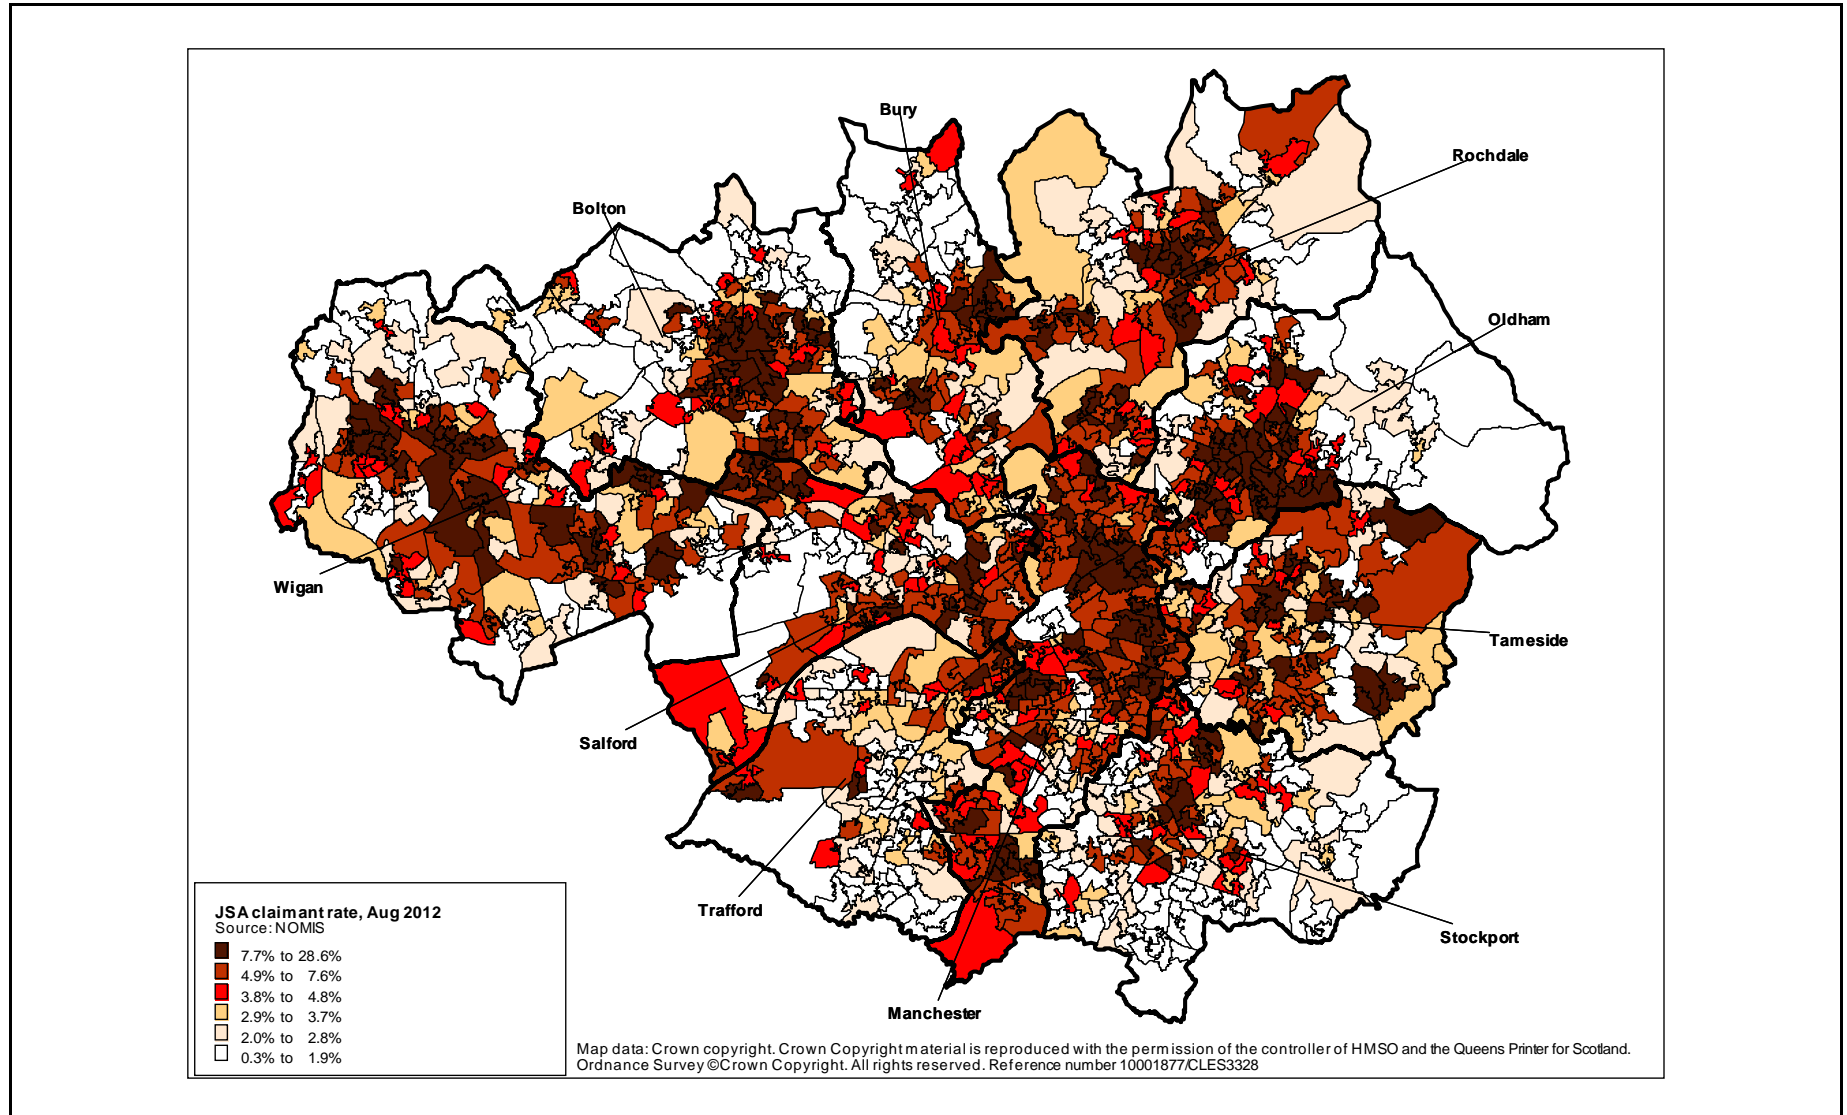 Bury
Rochdale
Bolton
Oldham
Wigan
Tameside
Salford
Trafford
Stockport
Manchester
JSA claimant rate, Aug 2012
Source: NOMIS
7.7% to 28.6%
4.9% to 7.6%
3.8% to 4.8%
2.9% to 3.7%
2.0% to 2.8%
0.3% to 1.9%
Map data: Crown copyright. Crown Copyright material is reproduced with the permission of the controller of HMSO and the Queens Printer for Scotland.
Ordnance Survey ©Crown Copyright. All rights reserved. Reference number 10001877/CLES3328